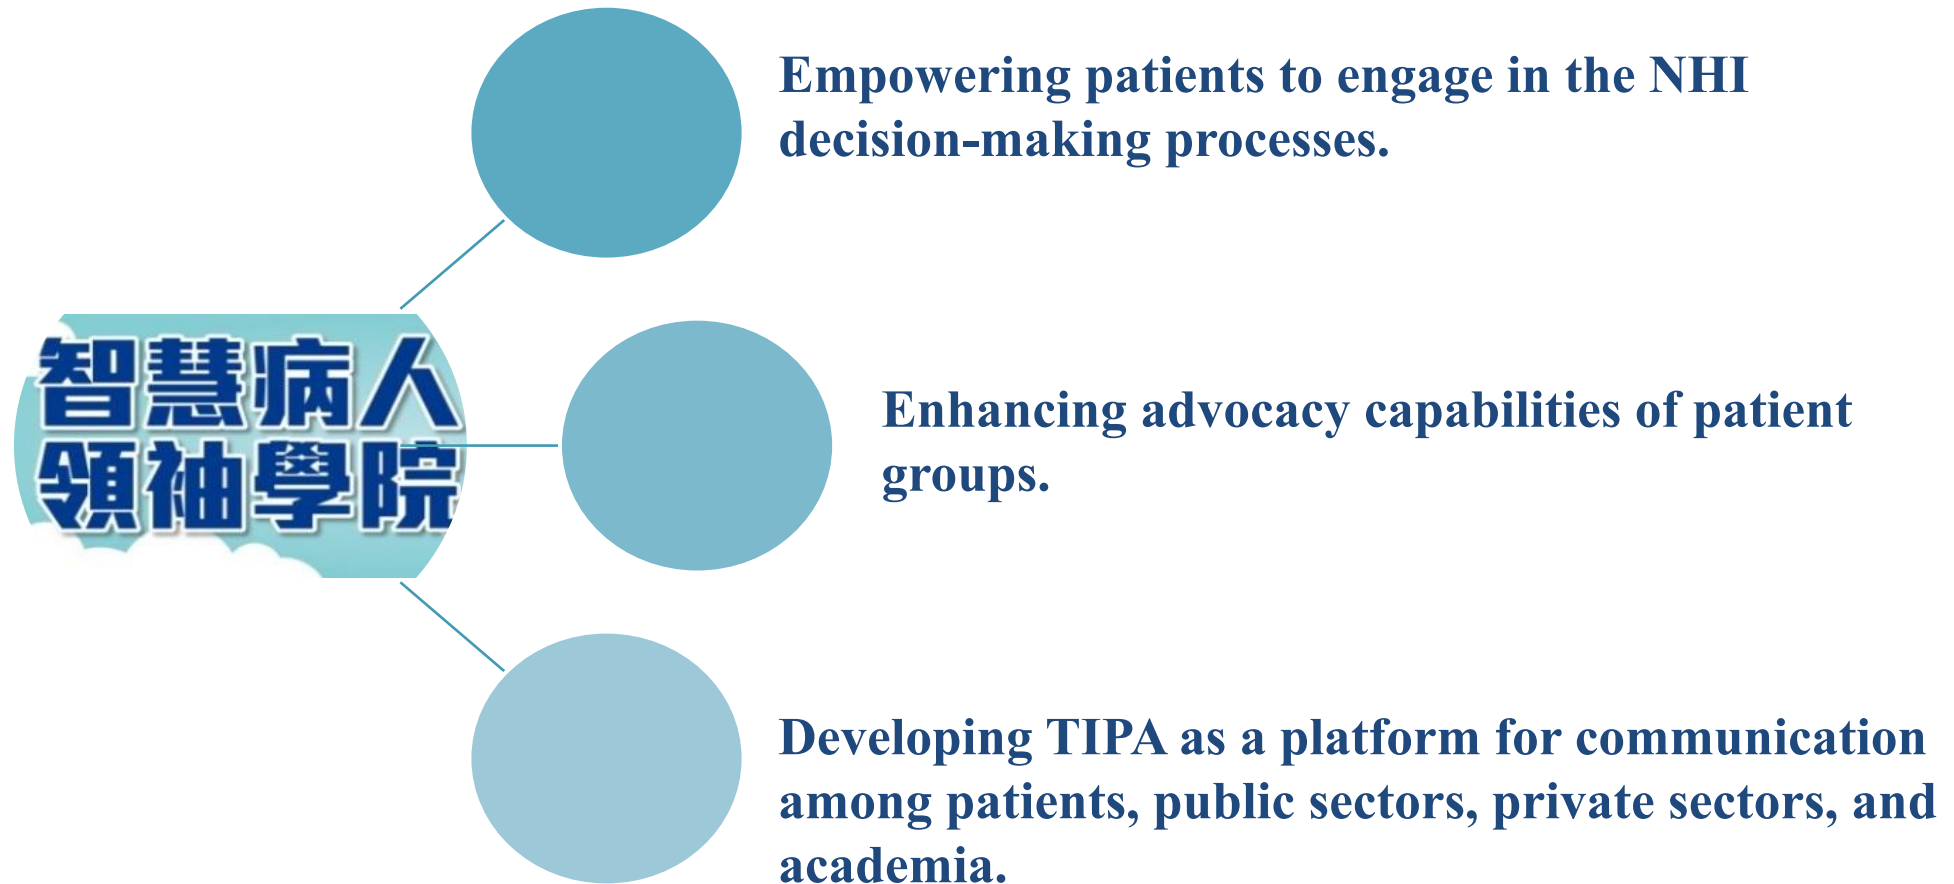 Empowering patients to engage in the NHI
decision-making processes.
智慧病人
領袖學院
Enhancing advocacy capabilities of patient
groups.
Developing TIPA as a platform for communication
among patients, public sectors, private sectors, and
academia.